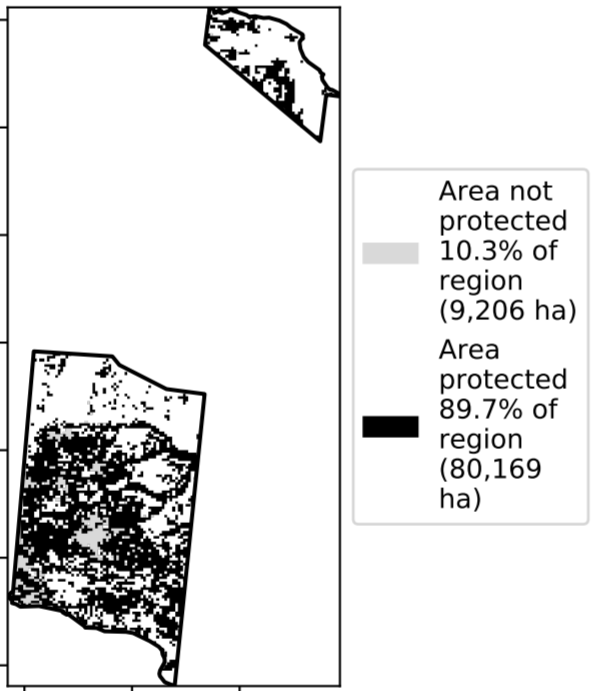 Area not
protected
10.3% of
region
(9,206 ha)
Area
protected
89.7% of
region
(80,169
ha)